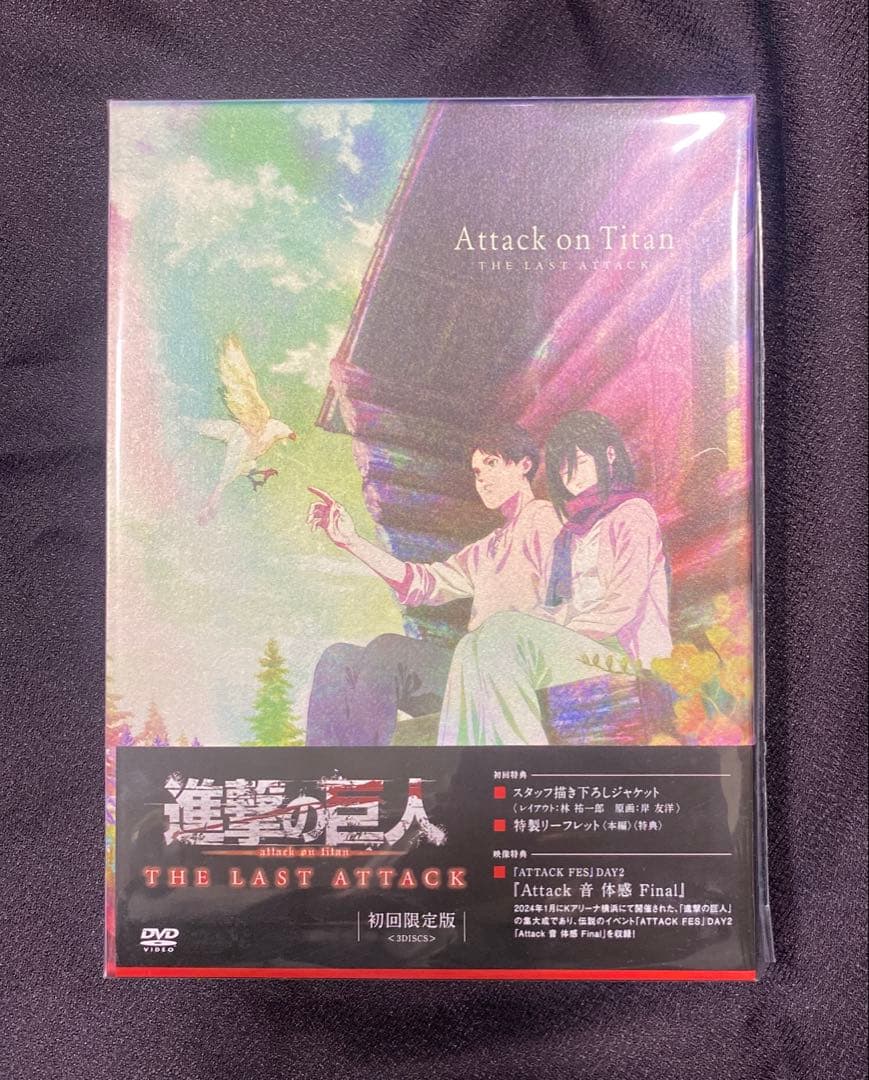 Attack on Titan
THE LAST ATTACK
進撃の巨人
attack on titan
THE LAST ATTACK
初回限定版
<3DISCS>
DVD
VIDEO
初回特典
■ スタッフ描き下ろしジャケット
(レイアウト:林 祐一郎 原画:岸 友洋)
■ 特製リーフレット〈本編〉〈特典〉
映像特典
■ 『ATTACK FES』DAY2
『Attack 音 体感 Final』
2024年1月にKアリーナ横浜にて開催された、「進撃の巨人」
の集大成であり、伝説のイベント「ATTACK FES」DAY2
「Attack 音 体感 Final」を収録!